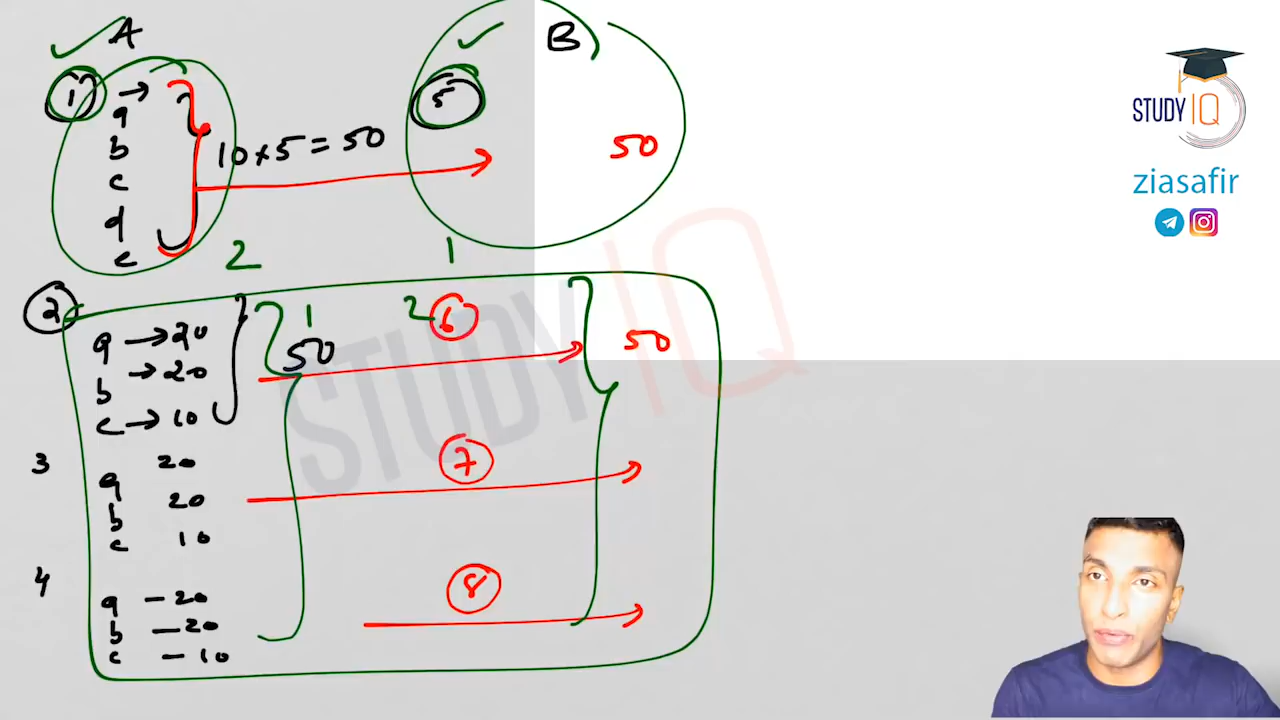 A B
1 → 5
a
b 10×5=50 50
c
d
e
2 1
2 1 2 6
a → 20 50 50
b → 20
c → 10
3 20 7
a 20
b
c 10
4 8
a – 20
b – 20
c – 10
STUDY IQ
ziasafir
STUDY IQ